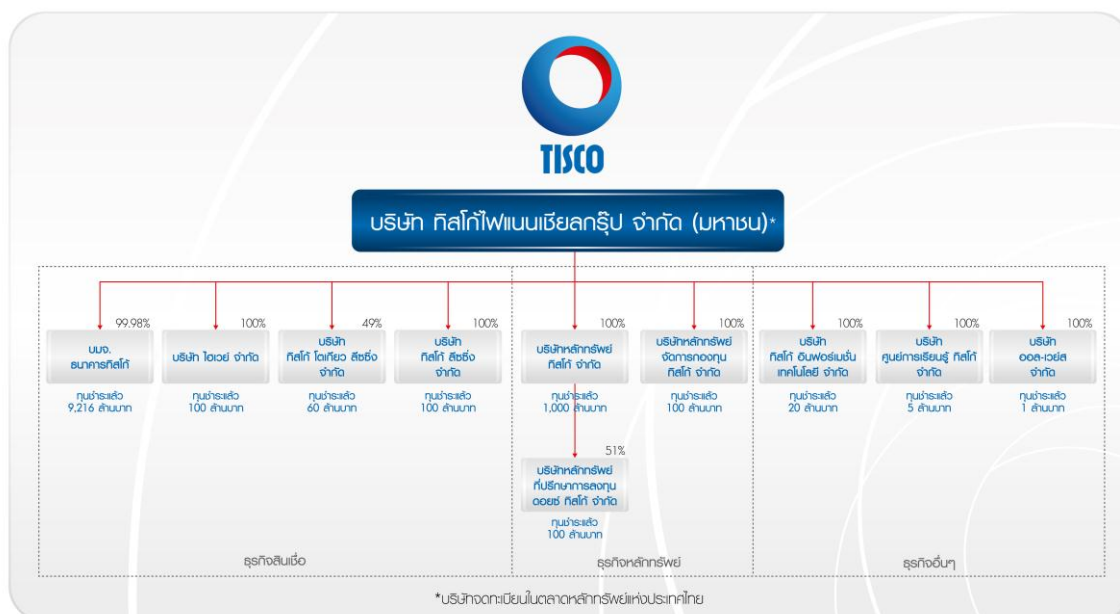 TISCO
บริษัท ทิสโก้ไฟแนนเชียลกรุ๊ป จำกัด (มหาชน)*
99.98%
บมจ.
ธนาคารทิสโก้
ทุนชำระแล้ว
9,216 ล้านบาท
100%
บริษัท ไฮเวย์ จำกัด
ทุนชำระแล้ว
100 ล้านบาท
49%
บริษัท
ทิสโก้ โตเกียว ลีซซิ่ง
จำกัด
ทุนชำระแล้ว
60 ล้านบาท
100%
บริษัท
ทิสโก้ ลีซซิ่ง
จำกัด
ทุนชำระแล้ว
100 ล้านบาท
100%
บริษัทหลักทรัพย์
ทิสโก้ จำกัด
ทุนชำระแล้ว
1,000 ล้านบาท
51%
บริษัทหลักทรัพย์
ที่ปรึกษาการลงทุน
ดอยซ์ ทิสโก้ จำกัด
ทุนชำระแล้ว
100 ล้านบาท
100%
บริษัทหลักทรัพย์
จัดการกองทุน
ทิสโก้ จำกัด
ทุนชำระแล้ว
100 ล้านบาท
100%
บริษัท
ทิสโก้ อินฟอร์เมชั่น
เทคโนโลยี จำกัด
ทุนชำระแล้ว
20 ล้านบาท
100%
บริษัท
ศูนย์การเรียนรู้ ทิสโก้
จำกัด
ทุนชำระแล้ว
5 ล้านบาท
100%
บริษัท
ออล-เวย์ส
จำกัด
ทุนชำระแล้ว
1 ล้านบาท
ธุรกิจสินเชื่อ
ธุรกิจหลักทรัพย์
ธุรกิจอื่นๆ
*บริษัทจดทะเบียนในตลาดหลักทรัพย์แห่งประเทศไทย